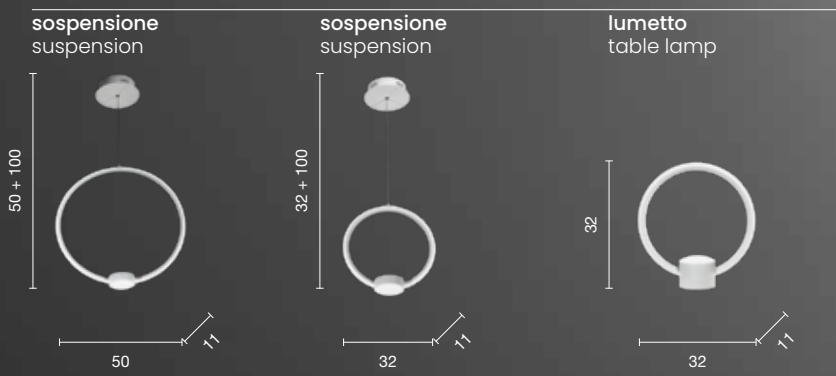 sospensione
suspension
50 + 100
50
11
sospensione
suspension
32 + 100
32
11
lumetto
table lamp
32
32
11